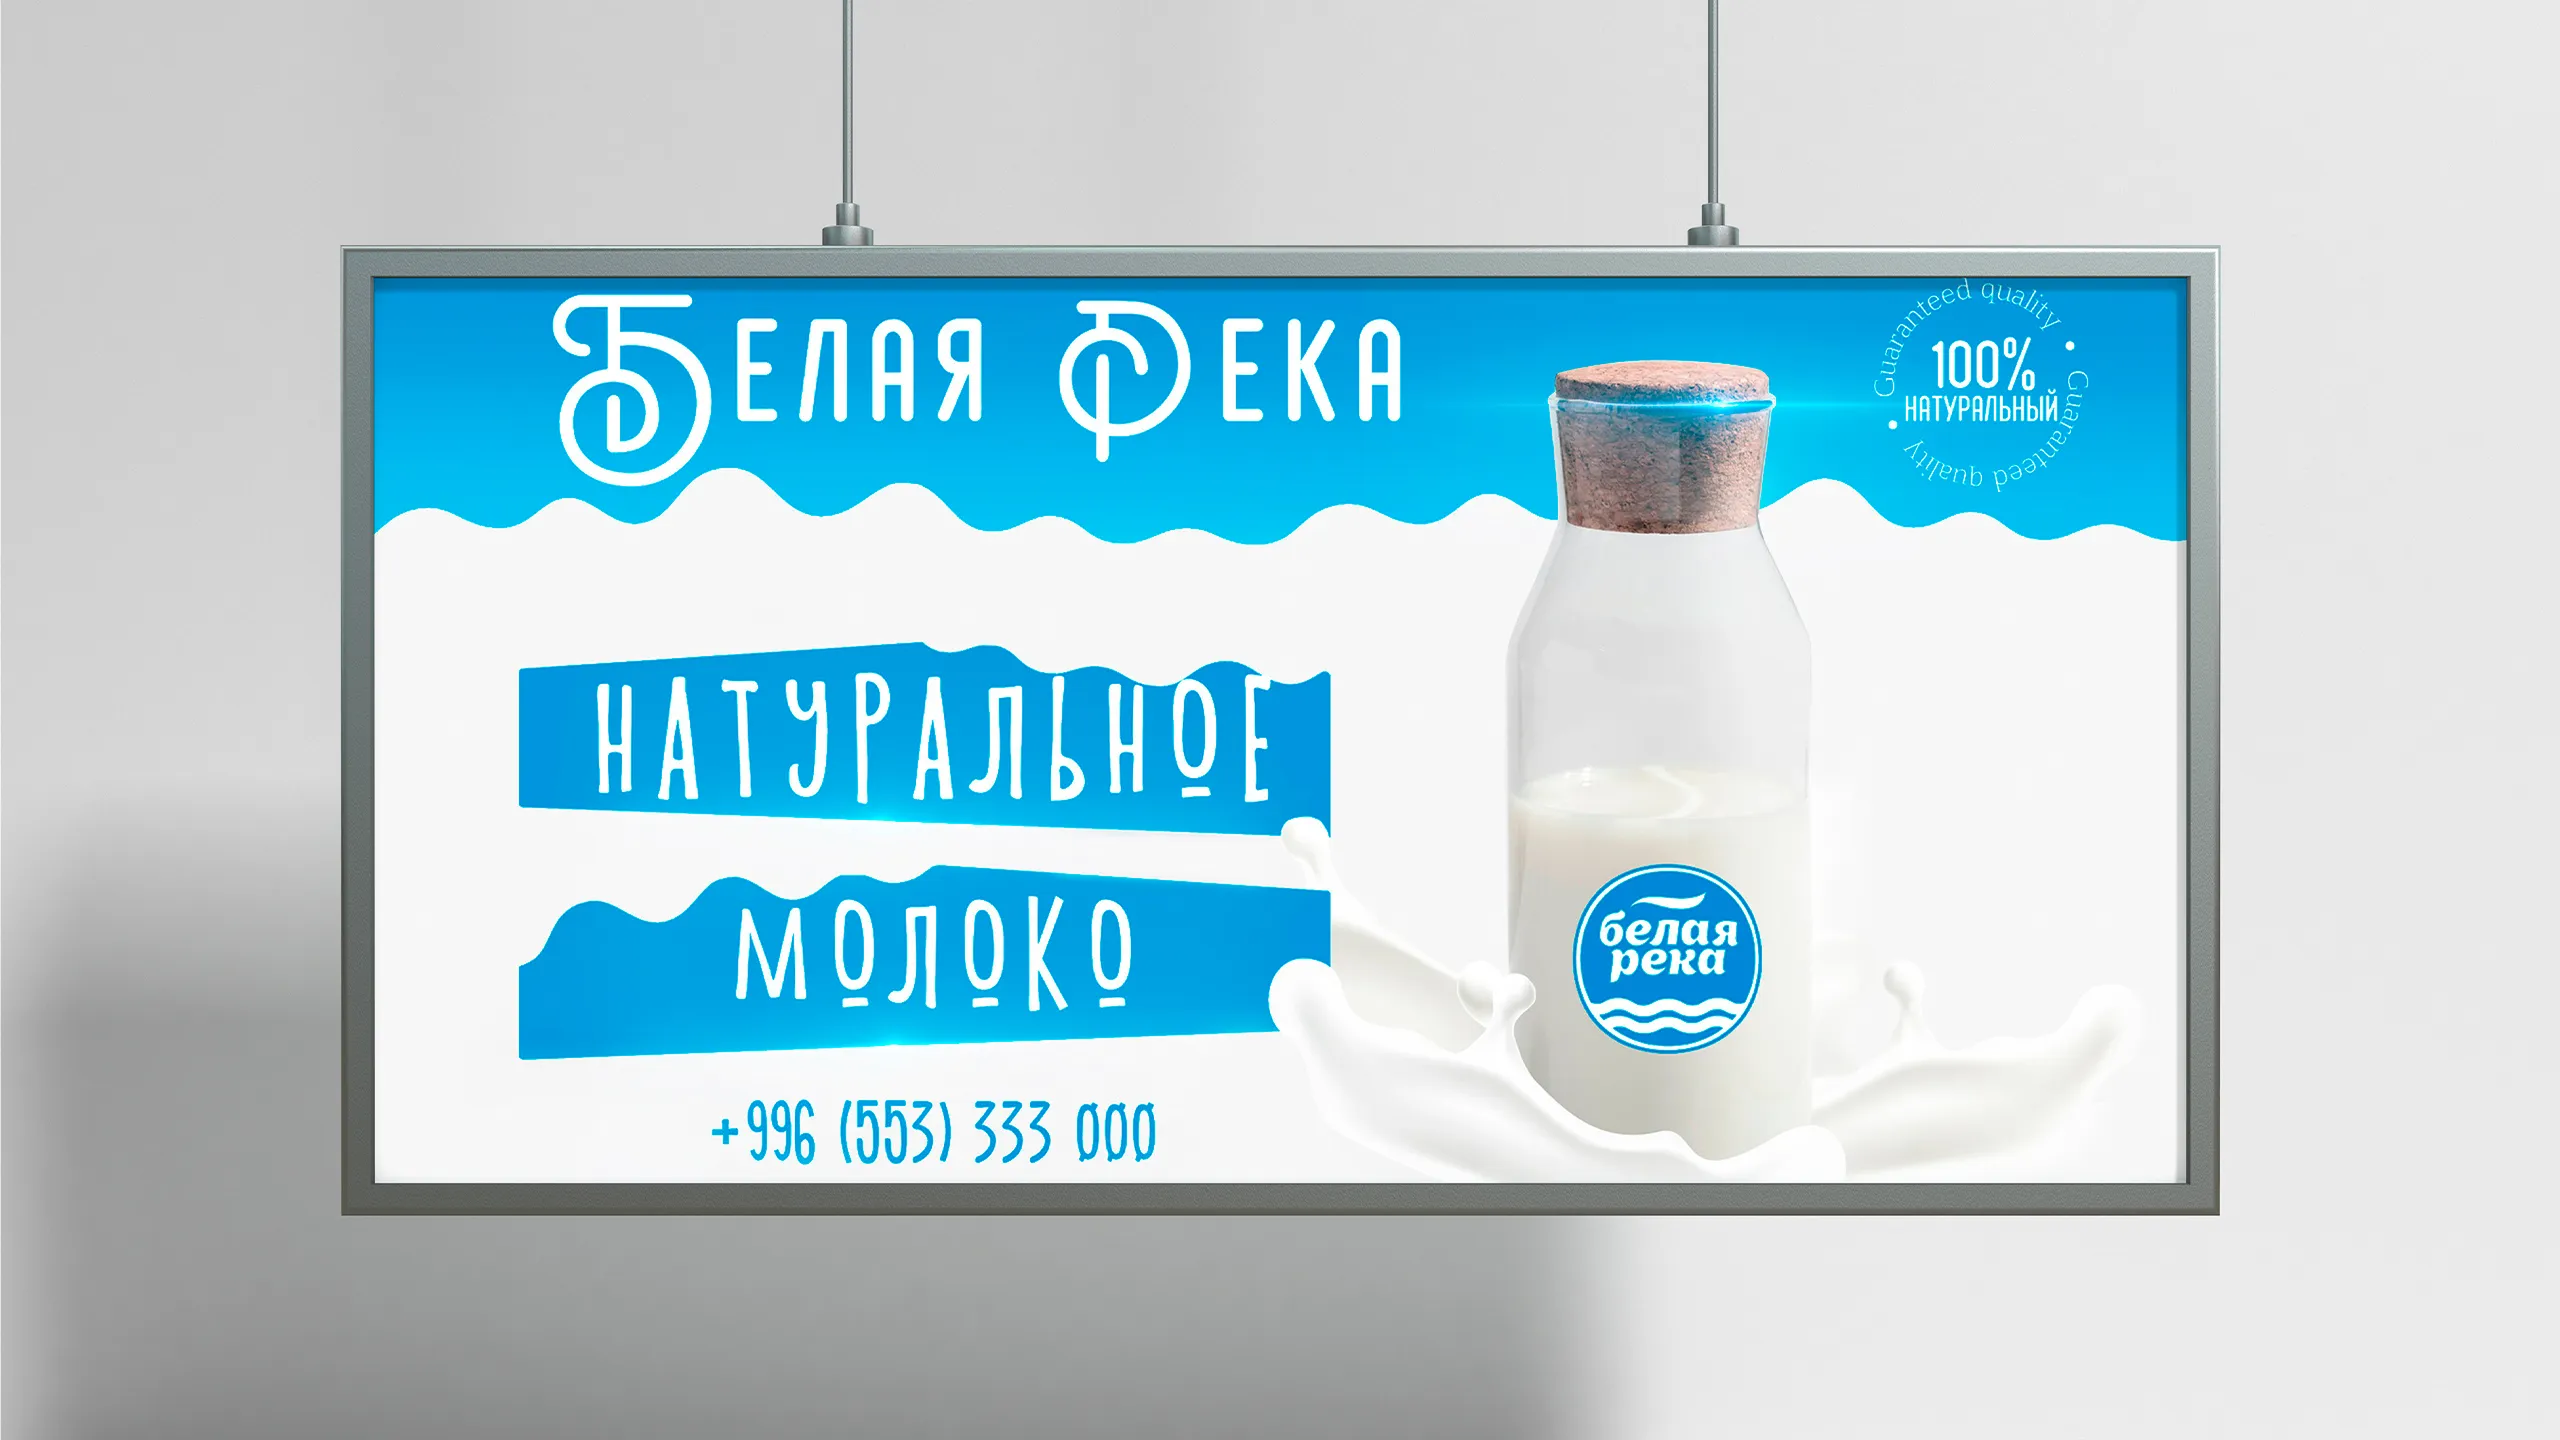 Белая Река
Guaranteed quality
100%
НАТУРАЛЬНЫЙ
Guaranteed quality
НАТУРАЛЬНОЕ
МОЛОКО
белая
река
+996 (553) 333 000